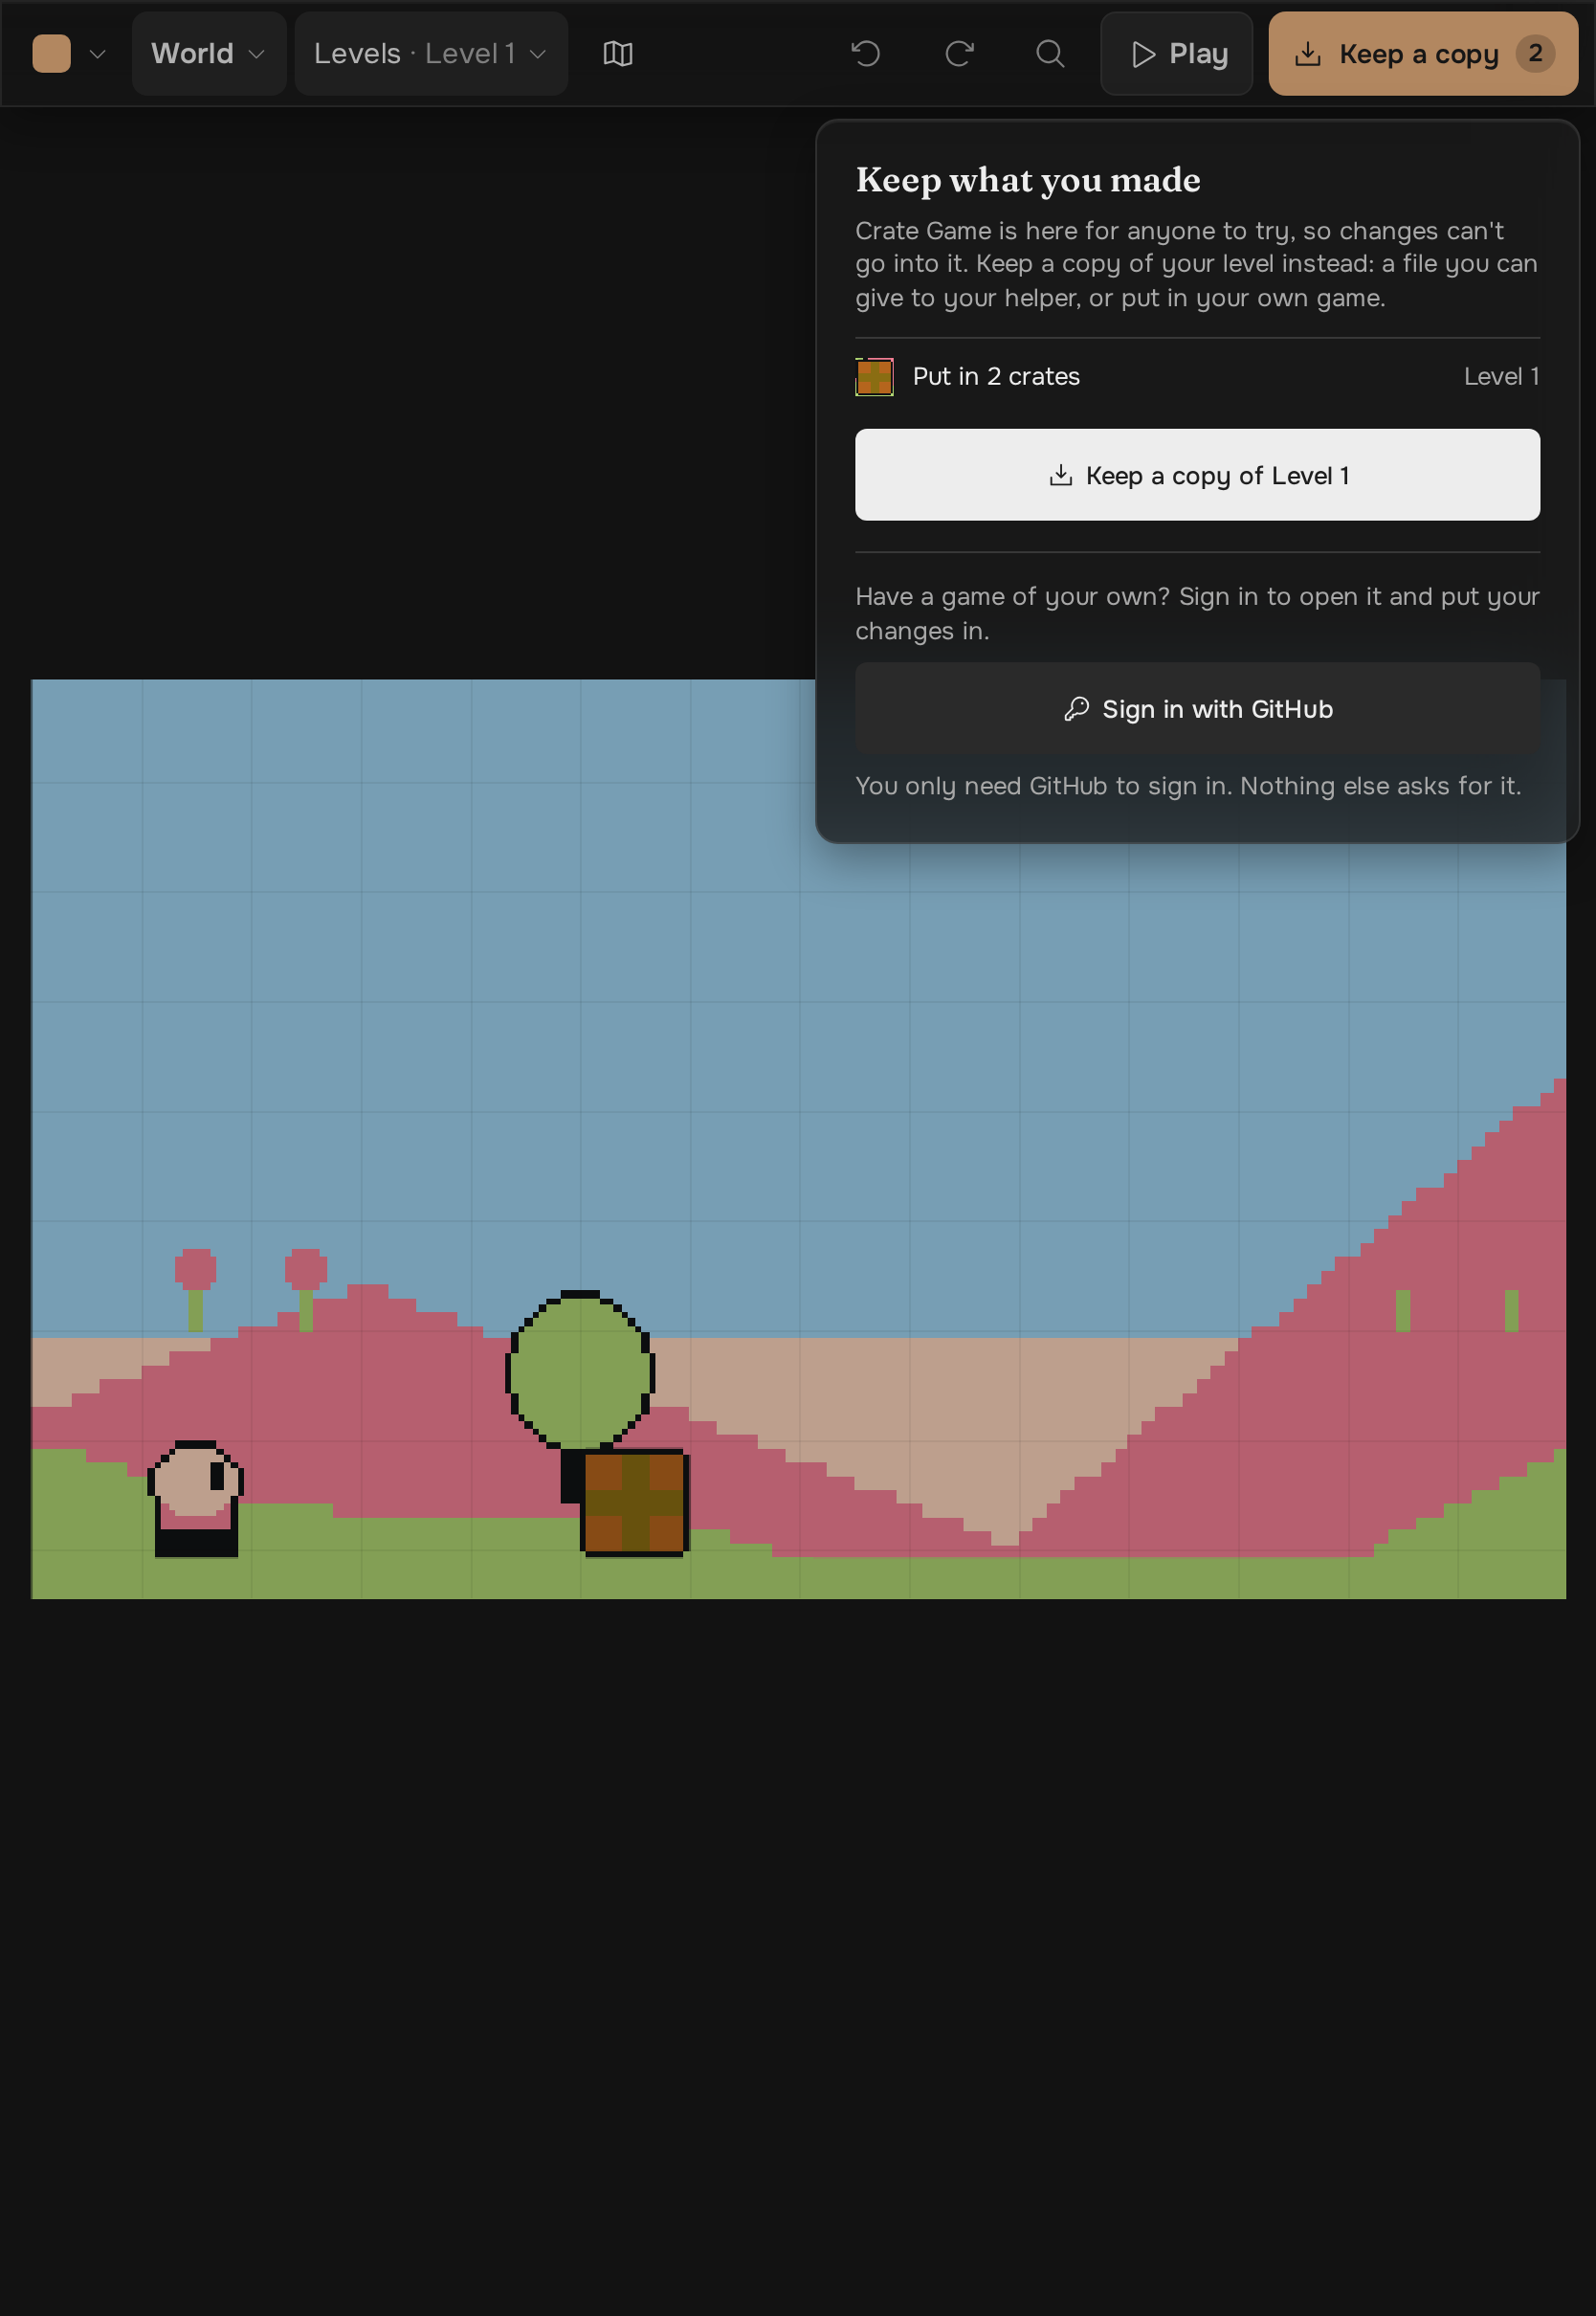 World
Levels · Level 1
Play
Keep a copy 2
Keep what you made
Crate Game is here for anyone to try, so changes can't
go into it. Keep a copy of your level instead: a file you can
give to your helper, or put in your own game.
Put in 2 crates
Level 1
Keep a copy of Level 1
Have a game of your own? Sign in to open it and put your
changes in.
Sign in with GitHub
You only need GitHub to sign in. Nothing else asks for it.